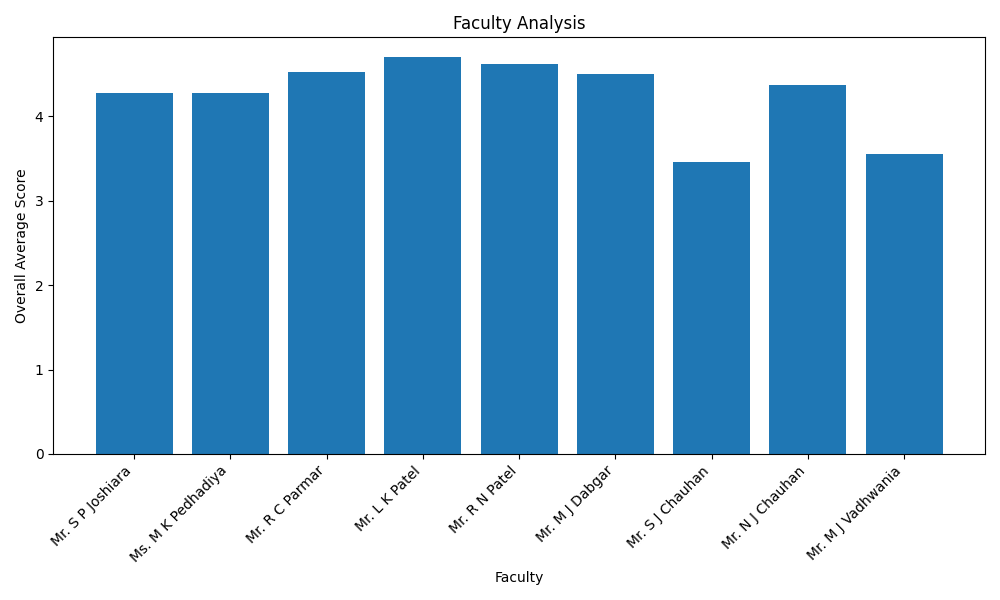 Faculty Analysis
Overall Average Score
4
3
2
1
0
Mr. S P Joshiara
Ms. M K Pedhadiya
Mr. R C Parmar
Mr. L K Patel
Mr. R N Patel
Mr. M J Dabgar
Mr. S J Chauhan
Mr. N J Chauhan
Mr. M J Vadhwania
Faculty